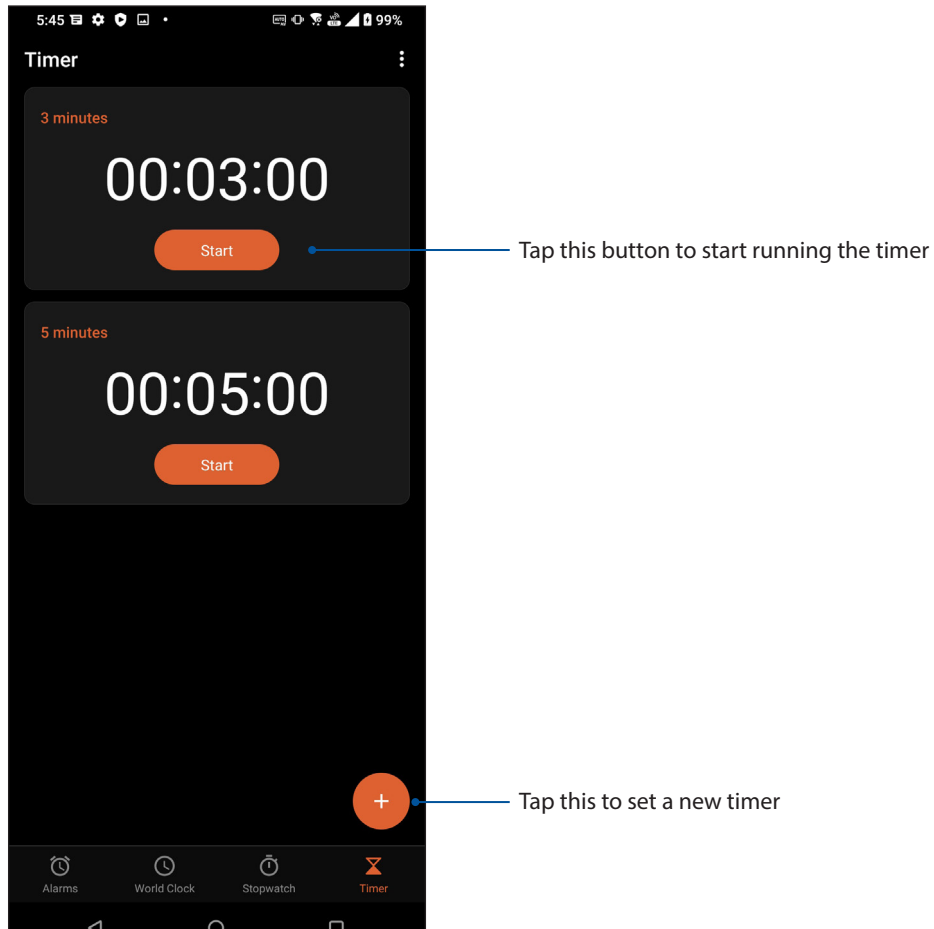 5:45 99%
Timer
3 minutes
00:03:00
Start
Tap this button to start running the timer
5 minutes
00:05:00
Start
+
Tap this to set a new timer
Alarms World Clock Stopwatch Timer